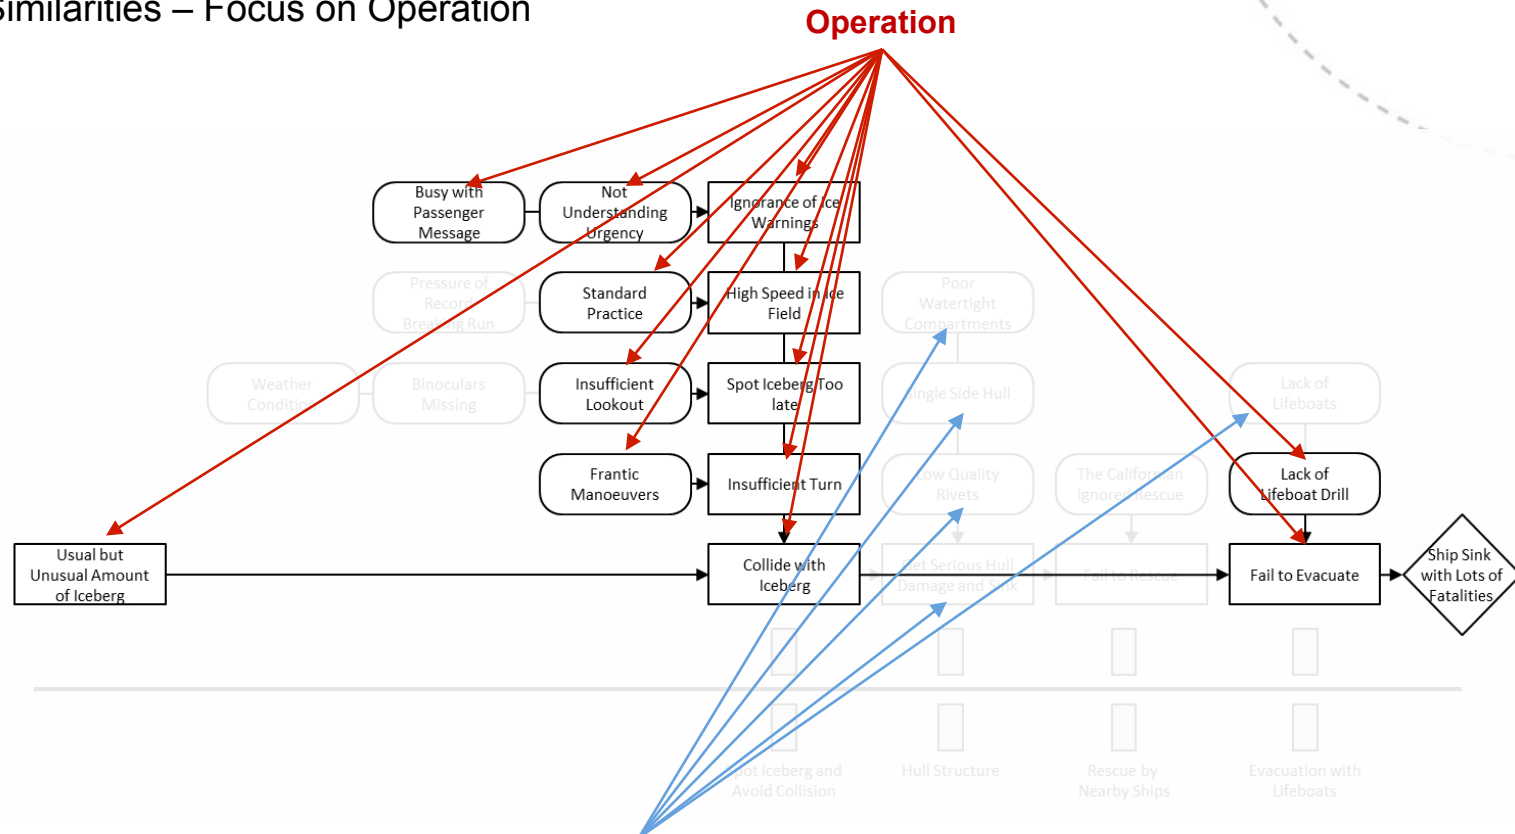 Similarities – Focus on Operation
Operation
Busy with
Passenger
Message
Not
Understanding
Urgency
Ignorance of Ice
Warnings
Pressure of
Record
Breaking Run
Standard
Practice
High Speed in Ice
Field
Poor
Watertight
Compartments
Weather
Condition
Binoculars
Missing
Insufficient
Lookout
Spot Iceberg Too
late
Single Side Hull
Lack of
Lifeboats
Frantic
Manoeuvers
Insufficient Turn
Low Quality
Rivets
The Californian
Ignored Rescue
Lack of
Lifeboat Drill
Usual but
Unusual Amount
of Iceberg
Collide with
Iceberg
Get Serious Hull
Damage and Sink
Fail to Rescue
Fail to Evacuate
Ship Sink
with Lots of
Fatalities
Spot Iceberg and
Avoid Collision
Hull Structure
Rescue by
Nearby Ships
Evacuation with
Lifeboats